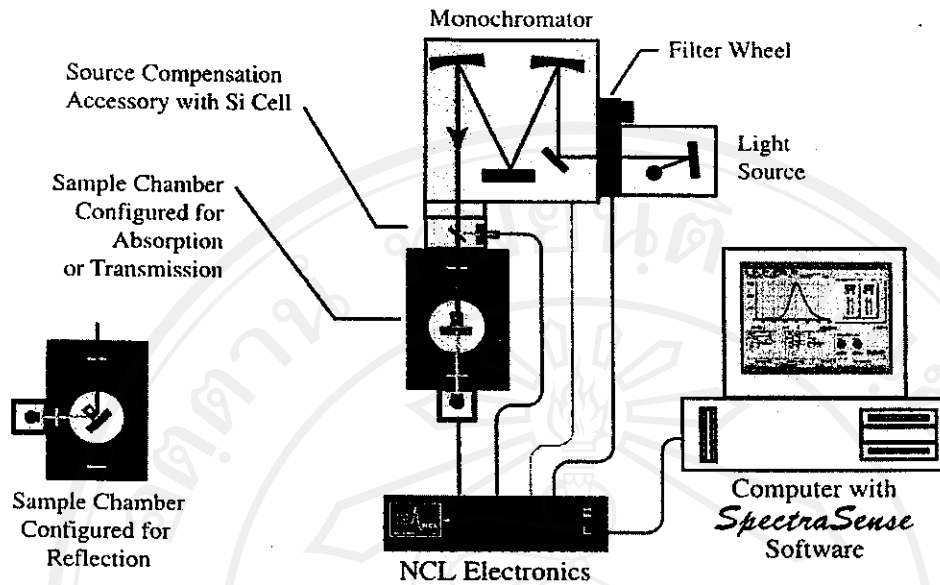 Monochromator
Filter Wheel
Source Compensation
Accessory with Si Cell
Light
Source
Sample Chamber
Configured for
Absorption
or Transmission
Sample Chamber
Configured for
Reflection
Computer with
SpectraSense
Software
NCL Electronics